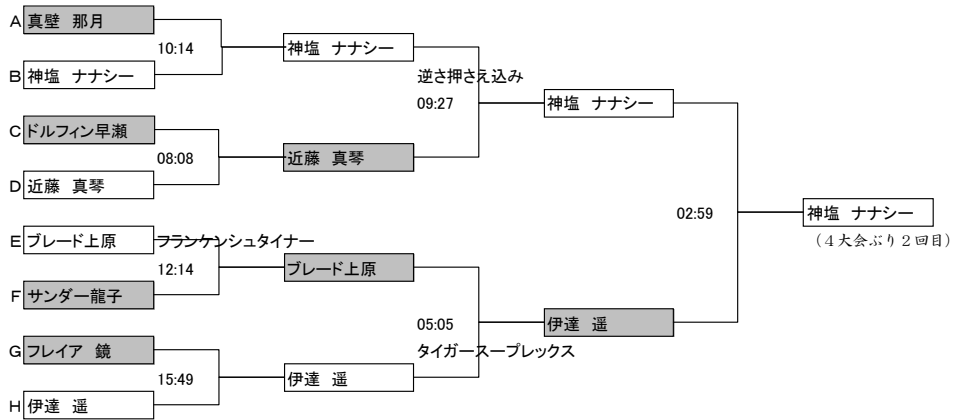 A 真壁 那月
10:14
神塩 ナナシー
B 神塩 ナナシー
逆さ押さえ込み
09:27
神塩 ナナシー
C ドルフィン早瀬
08:08
近藤 真琴
D 近藤 真琴
02:59
神塩 ナナシー
(4大会ぶり2回目)
E ブレード上原
フランケンシュタイナー
12:14
ブレード上原
F サンダー龍子
05:05
伊達 遥
タイガースープレックス
G フレイア 鏡
15:49
伊達 遥
H 伊達 遥